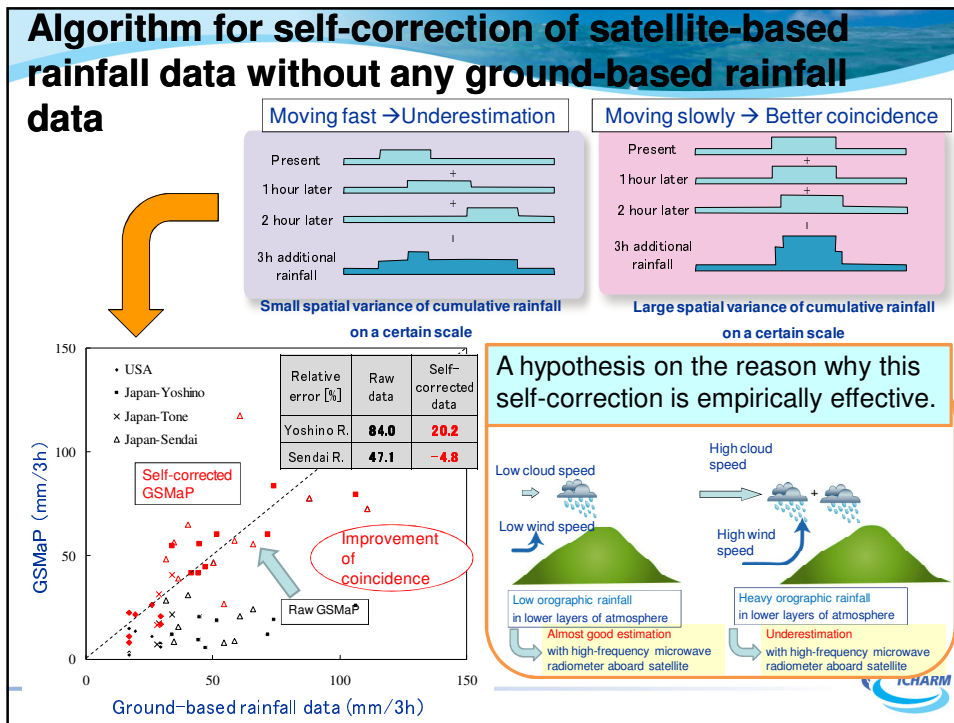 Algorithm for self-correction of satellite-based
rainfall data without any ground-based rainfall
data
Moving fast →Underestimation
Present
+
1 hour later
+
2 hour later
=
3h additional
rainfall
Small spatial variance of cumulative rainfall
on a certain scale
Moving slowly → Better coincidence
Present
+
1 hour later
+
2 hour later
=
3h additional
rainfall
Large spatial variance of cumulative rainfall
on a certain scale
GSMaP (mm/3h)
150
100
50
0
0 50 100 150
Ground-based rainfall data (mm/3h)
USA
Japan-Yoshino
Japan-Tone
Japan-Sendai
Relative
error [%]
Raw
data
Self-
corrected
data
Yoshino R. 84.0 20.2
Sendai R. 47.1 -4.8
Self-corrected
GSMaP
Improvement
of
coincidence
Raw GSMaP
A hypothesis on the reason why this
self-correction is empirically effective.
Low cloud speed
Low wind speed
Low orographic rainfall
in lower layers of atmosphere
Almost good estimation
with high-frequency microwave
radiometer aboard satellite
High cloud
speed
+
High wind
speed
Heavy orographic rainfall
in lower layers of atmosphere
Underestimation
with high-frequency microwave
radiometer aboard satellite
ICHARM